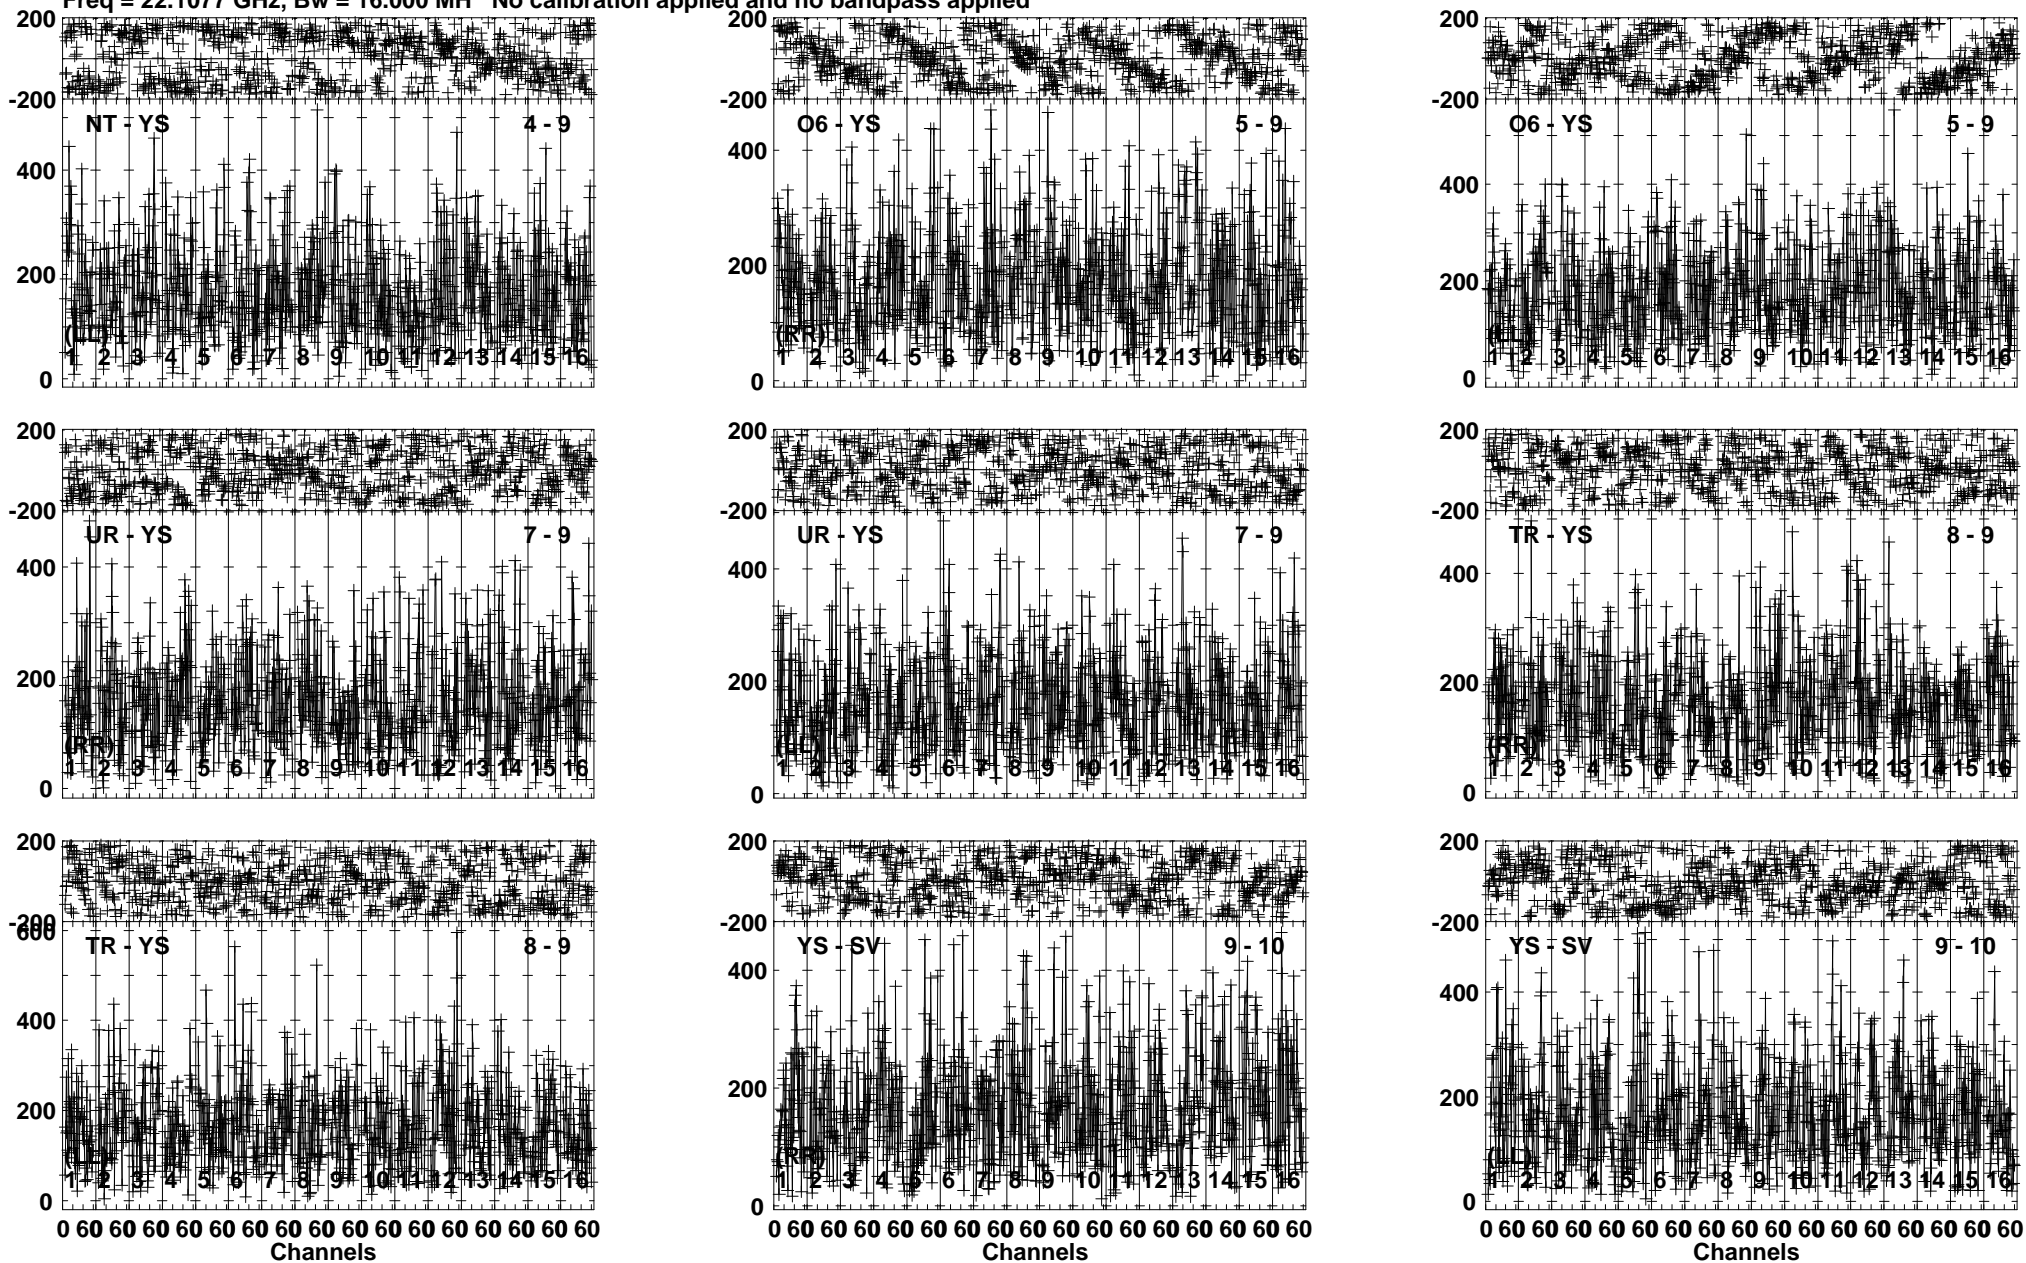 Freq = 22.1077 GHz, Bw = 16.000 MH No calibration applied and no bandpass applied
200 200 200
-200 -200 -200
NT - YS 4 - 9 O6 - YS 5 - 9 O6 - YS 5 - 9
400 400 400
200 200 200
(LL) (RR) (LL)
1 2 3 4 5 6 7 8 9 10 11 12 13 14 15 16 1 2 3 4 5 6 7 8 9 10 11 12 13 14 15 16 1 2 3 4 5 6 7 8 9 10 11 12 13 14 15 16
0 0 0
200 200 200
-200 -200 -200
UR - YS 7 - 9 UR - YS 7 - 9 TR - YS 8 - 9
400 400 400
200 200 200
(RR) (LL) (RR)
1 2 3 4 5 6 7 8 9 10 11 12 13 14 15 16 1 2 3 4 5 6 7 8 9 10 11 12 13 14 15 16 1 2 3 4 5 6 7 8 9 10 11 12 13 14 15 16
0 0 0
200 200 200
-200 -200 -200
600
TR - YS 8 - 9 YS - SV 9 - 10 YS - SV 9 - 10
400 400 400
200 200 200
(LL) (RR) (LL)
1 2 3 4 5 6 7 8 9 10 11 12 13 14 15 16 1 2 3 4 5 6 7 8 9 10 11 12 13 14 15 16 1 2 3 4 5 6 7 8 9 10 11 12 13 14 15 16
0 0 0
0 60 60 60 60 60 60 60 60 60 60 60 60 60 60 60 60 0 60 60 60 60 60 60 60 60 60 60 60 60 60 60 60 60 0 60 60 60 60 60 60 60 60 60 60 60 60 60 60 60 60
Channels Channels Channels